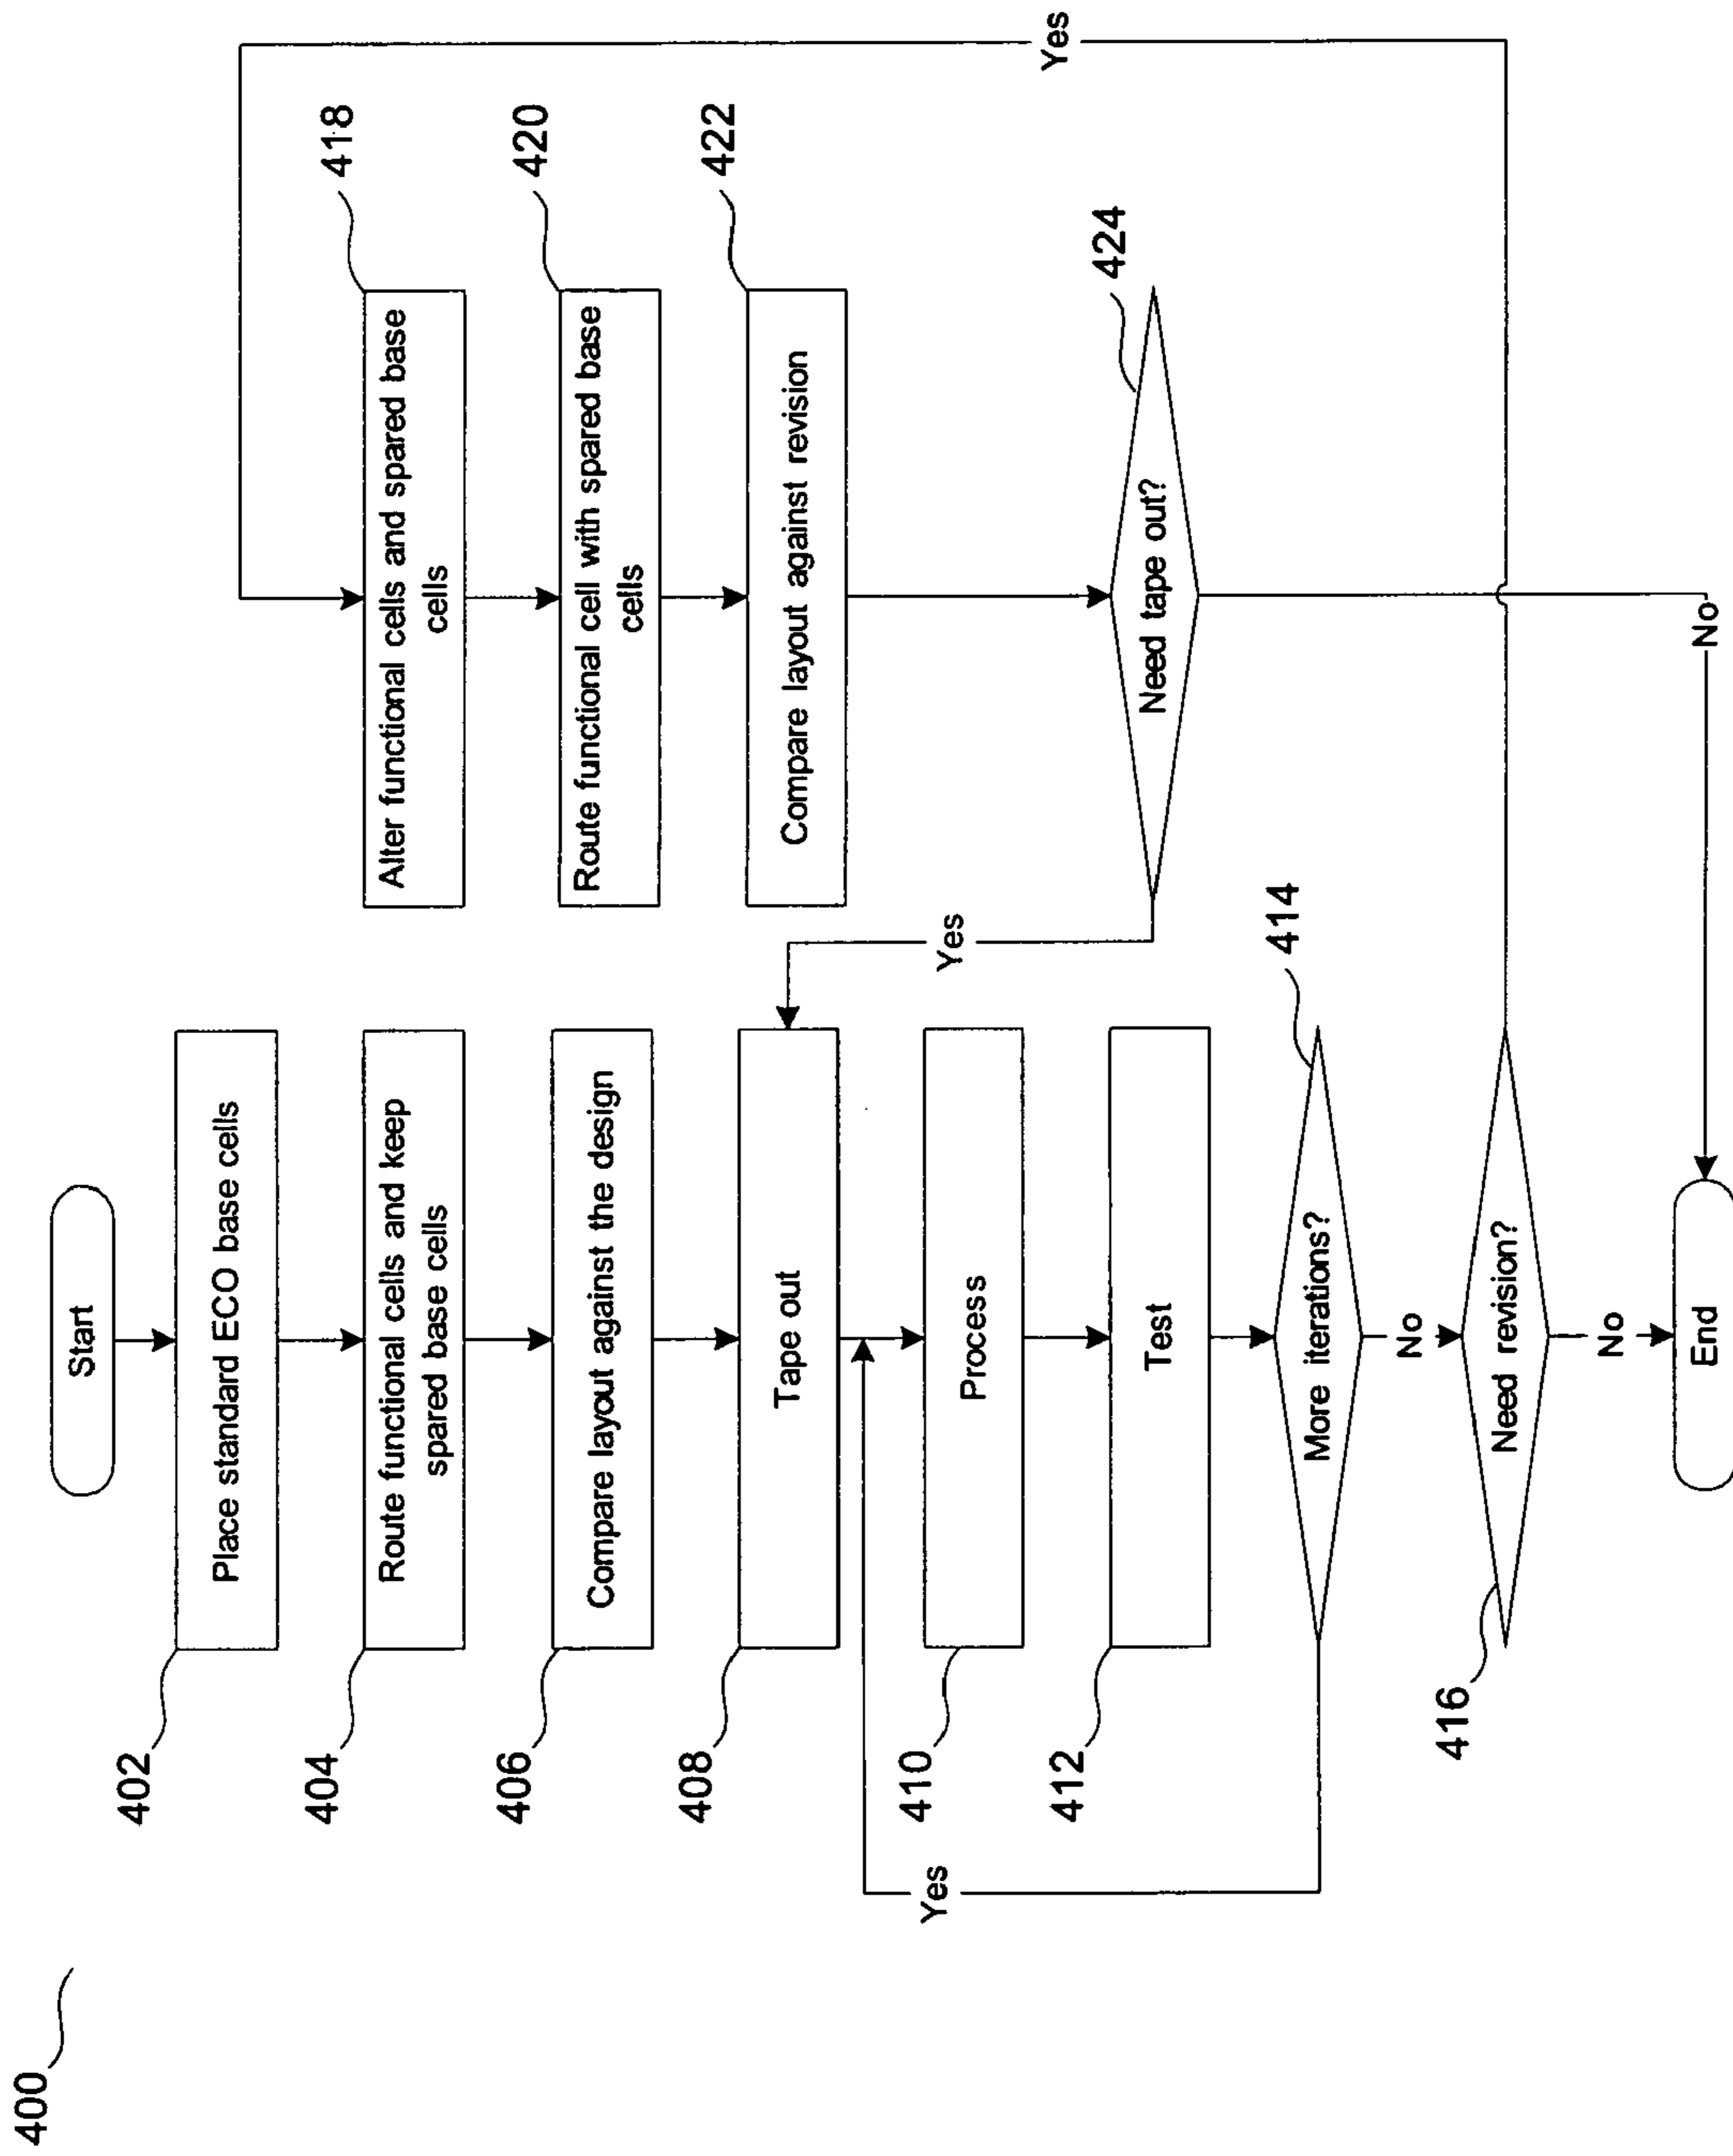 400
Start
402
Place standard ECO base cells
404
Route functional cells and keep
spared base cells
406
Compare layout against the design
408
Tape out
410
Process
412
Test
414
More iterations?
Yes
No
416
Need revision?
No
Yes
End
418
Alter functional cells and spared base
cells
420
Route functional cell with spared base
cells
422
Compare layout against revision
424
Need tape out?
Yes
No